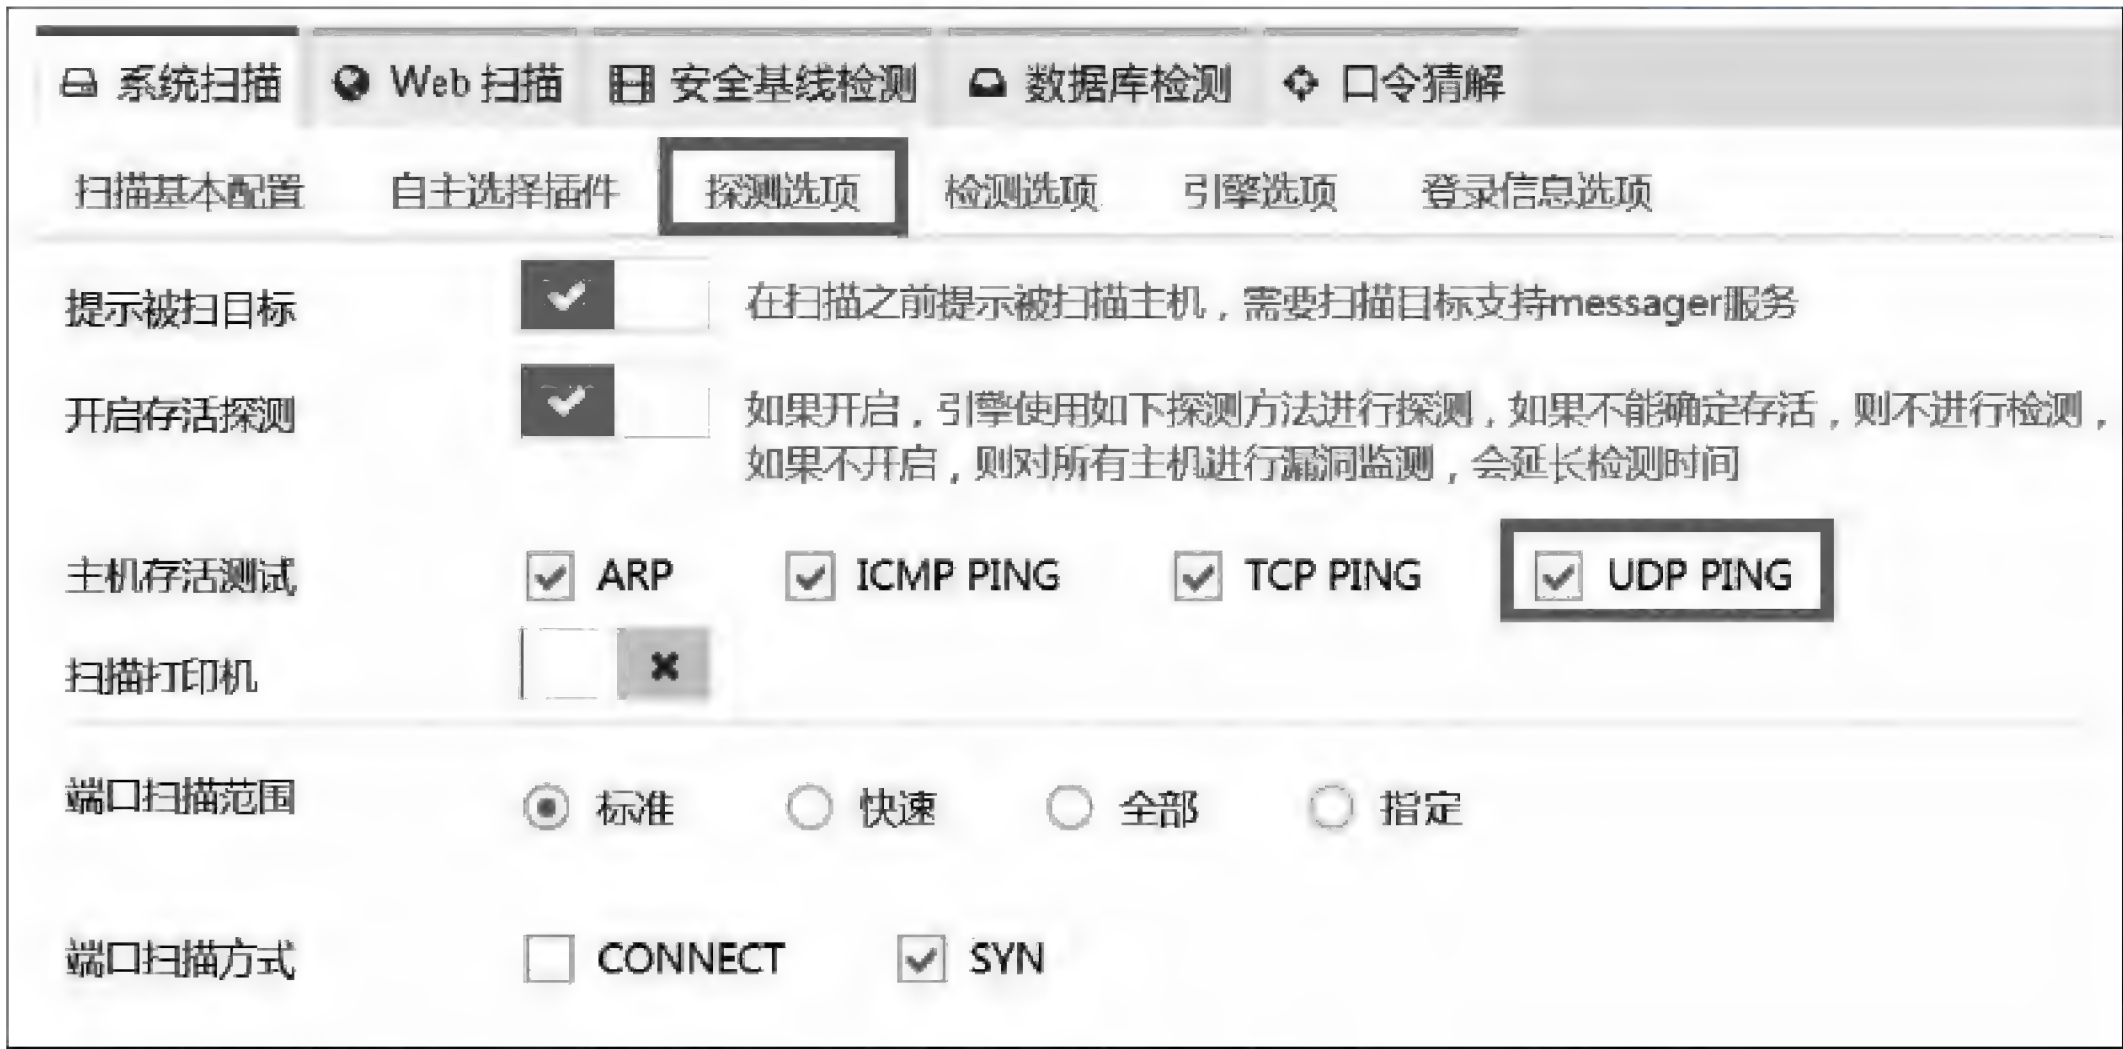 系统扫描 Web 扫描 安全基线检测 数据库检测 口令猜解
扫描基本配置 自主选择插件 探测选项 检测选项 引擎选项 登录信息选项
提示被扫目标 在扫描之前提示被扫描主机，需要扫描目标支持messager服务
开启存活探测 如果开启，引擎使用如下探测方法进行探测，如果不能确定存活，则不进行检测，
如果不开启，则对所有主机进行漏洞监测，会延长检测时间
主机存活测试 ARP ICMP PING TCP PING UDP PING
扫描打印机
端口扫描范围 标准 快速 全部 指定
端口扫描方式 CONNECT SYN